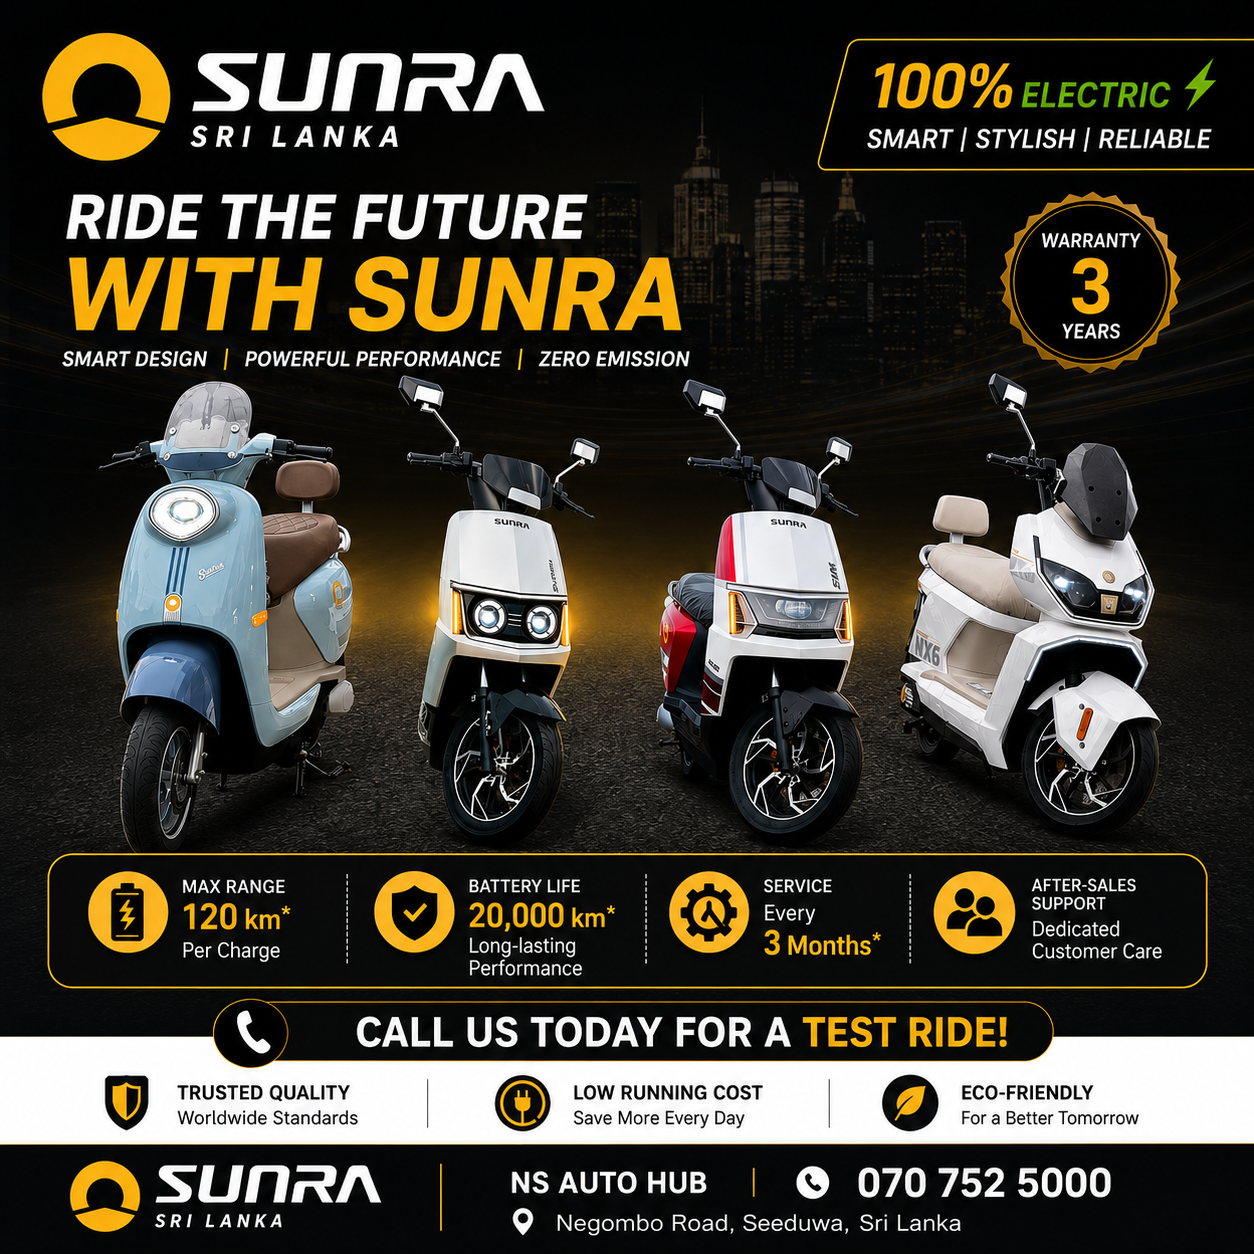 SUNRA
SRI LANKA
100% ELECTRIC
SMART | STYLISH | RELIABLE
RIDE THE FUTURE
WITH SUNRA
SMART DESIGN | POWERFUL PERFORMANCE | ZERO EMISSION
WARRANTY
3
YEARS
SUNRA
SUNRA
NX6
MAX RANGE
120 km*
Per Charge
BATTERY LIFE
20,000 km*
Long-lasting
Performance
SERVICE
Every
3 Months*
AFTER-SALES
SUPPORT
Dedicated
Customer Care
CALL US TODAY FOR A TEST RIDE!
TRUSTED QUALITY
Worldwide Standards
LOW RUNNING COST
Save More Every Day
ECO-FRIENDLY
For a Better Tomorrow
SUNRA
SRI LANKA
NS AUTO HUB | 070 752 5000
Negombo Road, Seeduwa, Sri Lanka